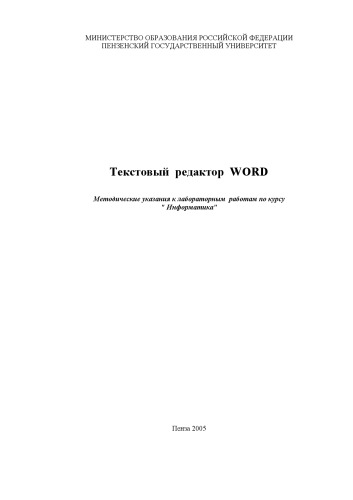 МИНИСТЕРСТВО ОБРАЗОВАНИЯ РОССИЙСКОЙ ФЕДЕРАЦИИ
ПЕНЗЕНСКИЙ ГОСУДАРСТВЕННЫЙ УНИВЕРСИТЕТ
Текстовый редактор WORD
Методические указания к лабораторным работам по курсу
" Информатика"
Пенза 2005